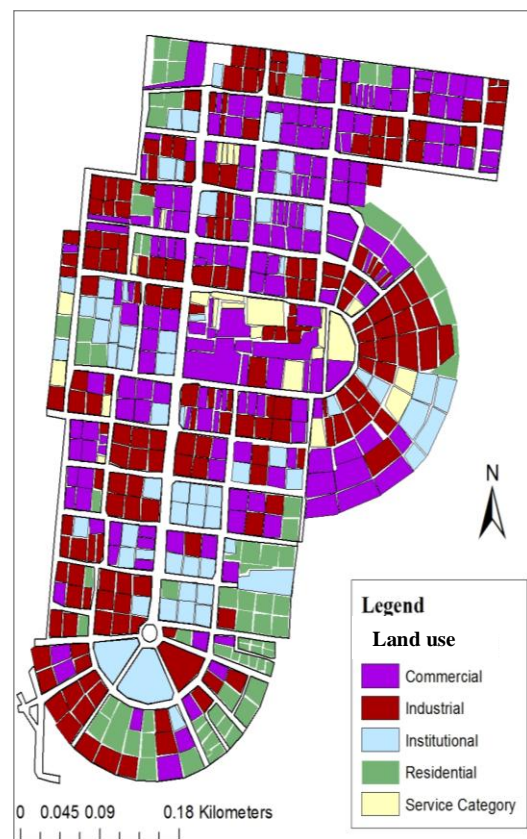 N
Legend
Land use
Commercial
Industrial
Institutional
Residential
Service Category
0 0.045 0.09 0.18 Kilometers